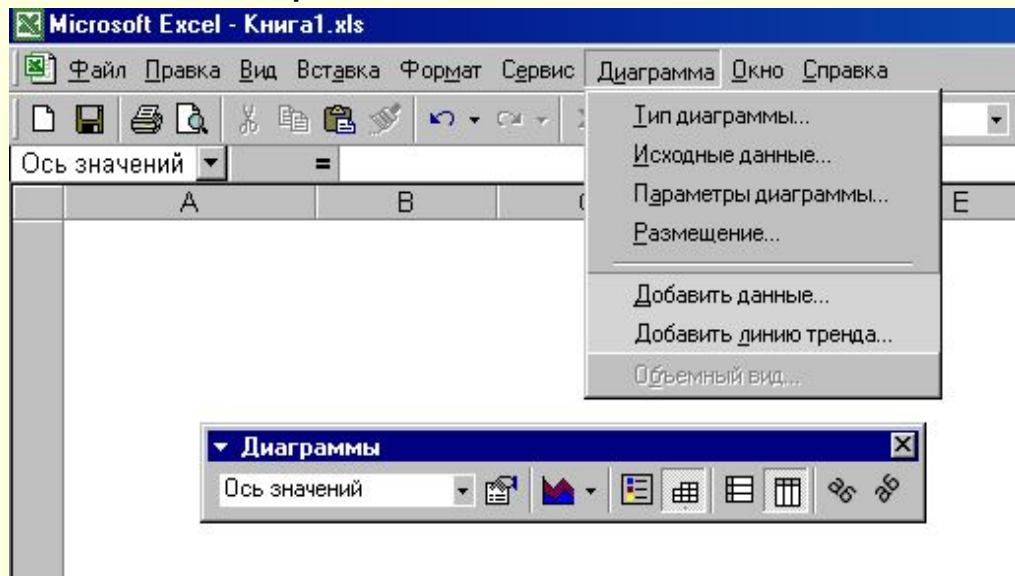 Microsoft Excel - Книга1.xls
Файл Правка Вид Вставка Формат Сервис Диаграмма Окно Справка
Тип диаграммы...
Исходные данные...
Ось значений =
Параметры диаграммы...
A B E
Размещение...
Добавить данные...
Добавить линию тренда...
Объемный вид...
Диаграммы
Ось значений